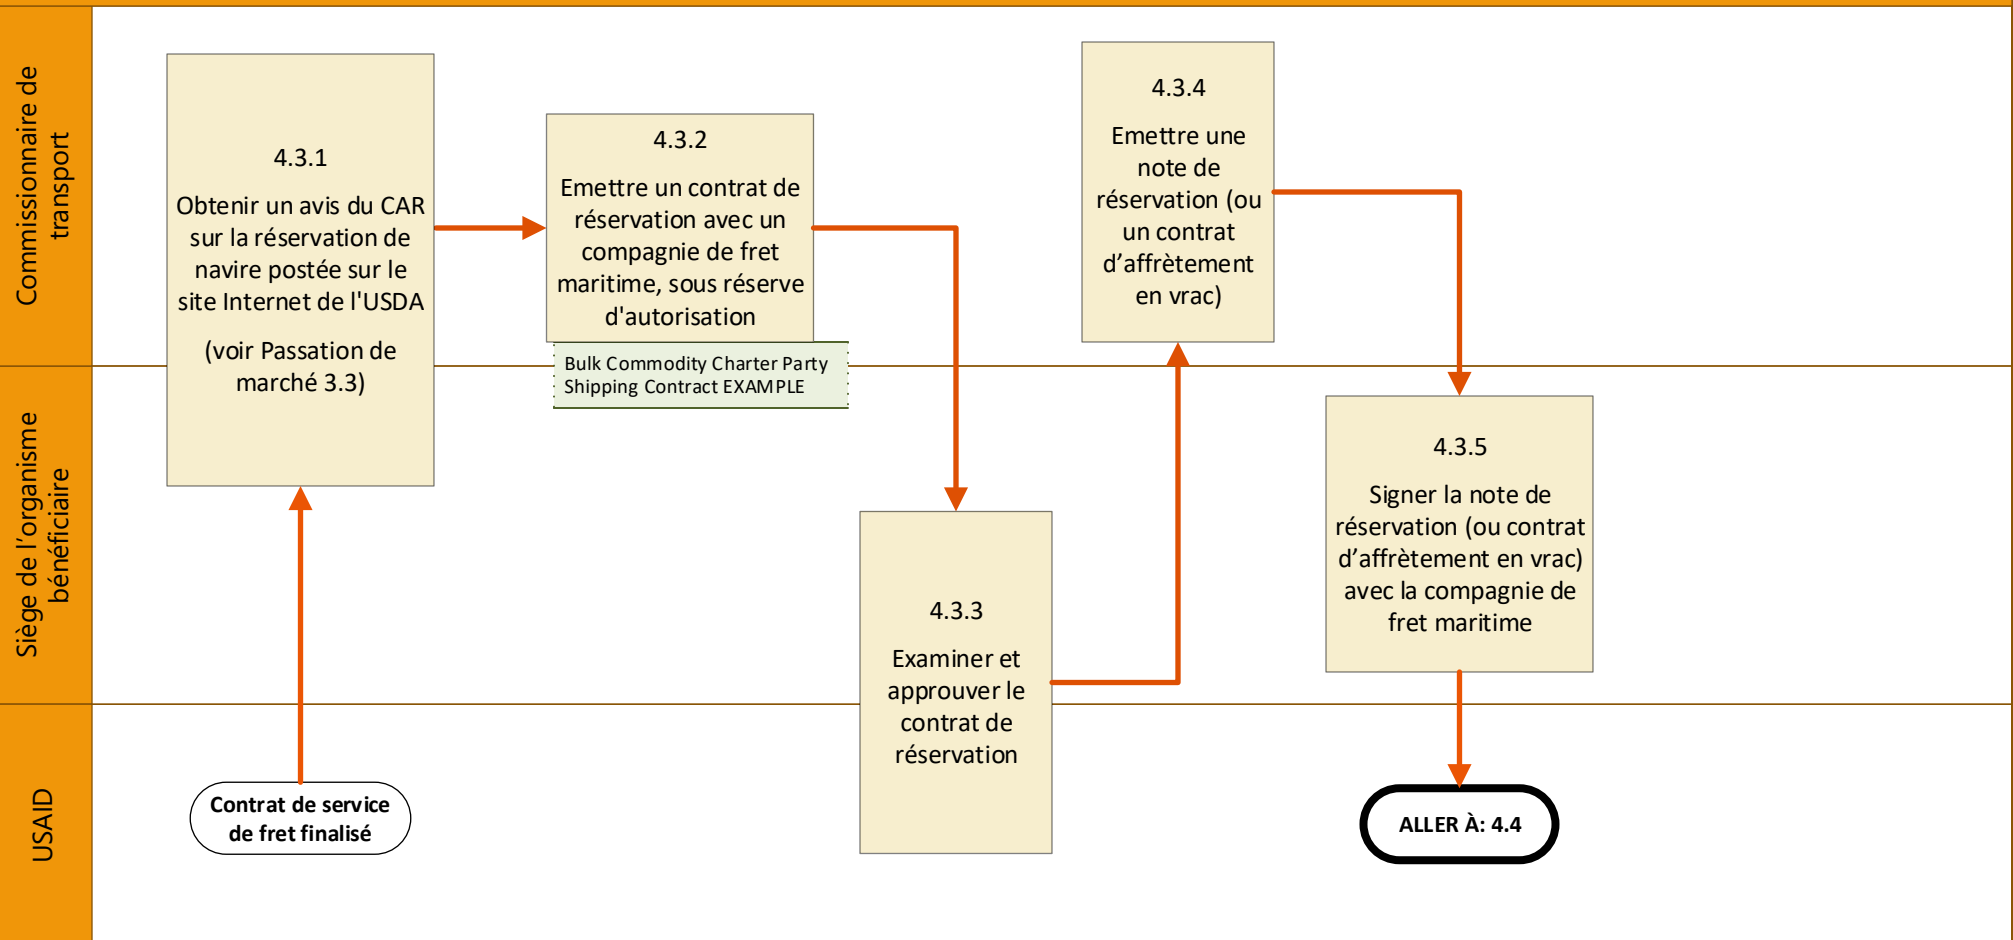 Commissionnaire de
transport
4.3.1
Obtenir un avis du CAR
sur la réservation de
navire postée sur le
site Internet de l'USDA
(voir Passation de
marché 3.3)
4.3.2
Emettre un contrat de
réservation avec un
compagnie de fret
maritime, sous réserve
d'autorisation
Bulk Commodity Charter Party
Shipping Contract EXAMPLE
4.3.4
Emettre une
note de
réservation (ou
un contrat
d’affrètement
en vrac)
Siège de l’organisme
bénéficiaire
4.3.3
Examiner et
approuver le
contrat de
réservation
4.3.5
Signer la note de
réservation (ou contrat
d’affrètement en vrac)
avec la compagnie de
fret maritime
USAID
Contrat de service
de fret finalisé
ALLER À: 4.4